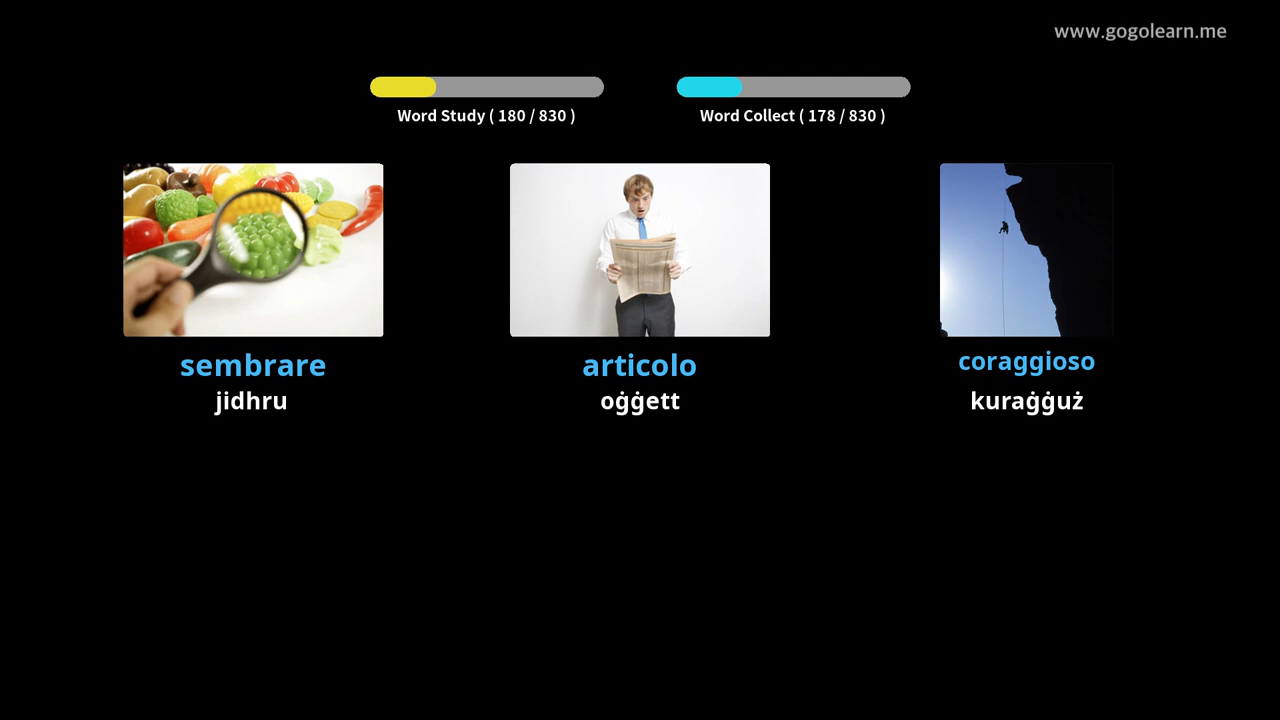 www.gogolearn.me
Word Study ( 180 / 830 )
Word Collect ( 178 / 830 )
sembrare
jidhru
articolo
oġġett
coraggioso
kuraġġuż